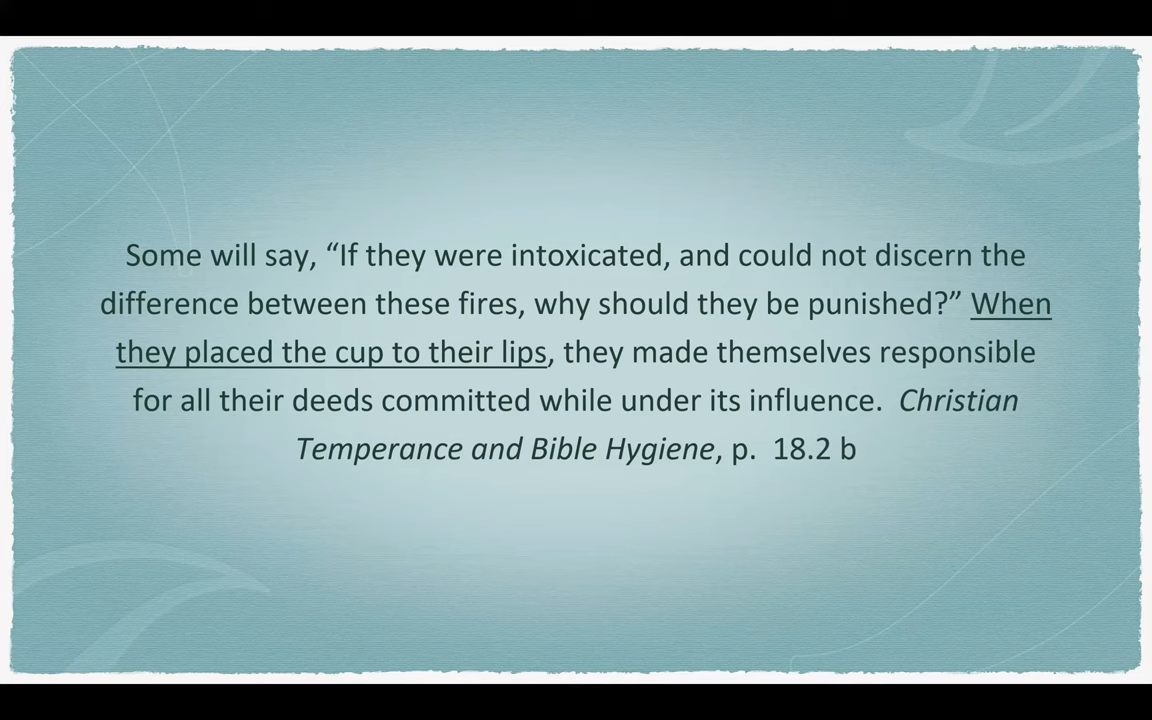 Some will say, “If they were intoxicated, and could not discern the
difference between these fires, why should they be punished?” When
they placed the cup to their lips, they made themselves responsible
for all their deeds committed while under its influence.  Christian
Temperance and Bible Hygiene, p.  18.2 b